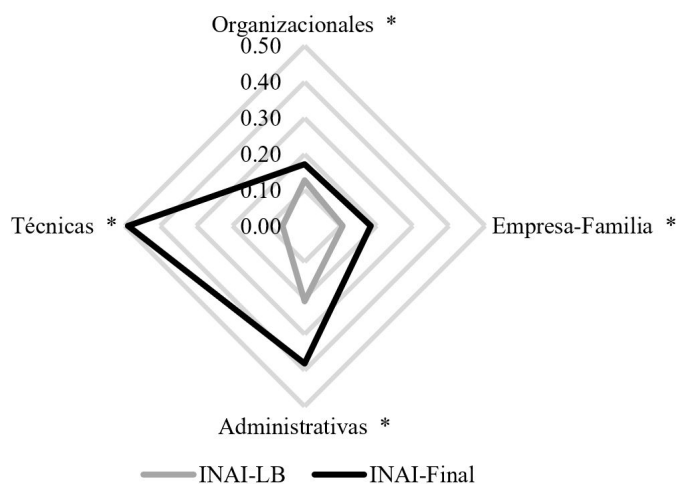 Organizacionales *
0.50
0.40
0.30
0.20
0.10
0.00
Técnicas *
Empresa-Familia *
Administrativas *
INAI-LB INAI-Final